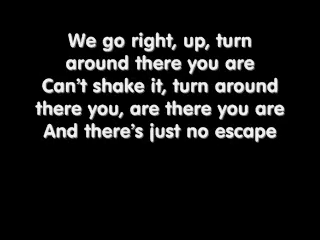 We go right, up, turn
around there you are
Can't shake it, turn around
there you, are there you are
And there's just no escape